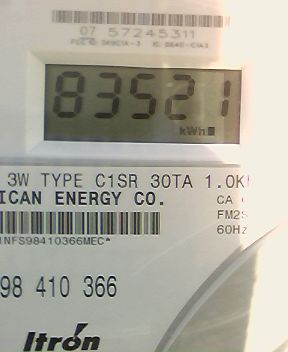 07 57245311
83521
kWh
3W TYPE C1SR 30TA 1.0K
ICAN ENERGY CO.
CA
FM2S
60Hz
NFS98410366MEC*
98 410 366
Itron